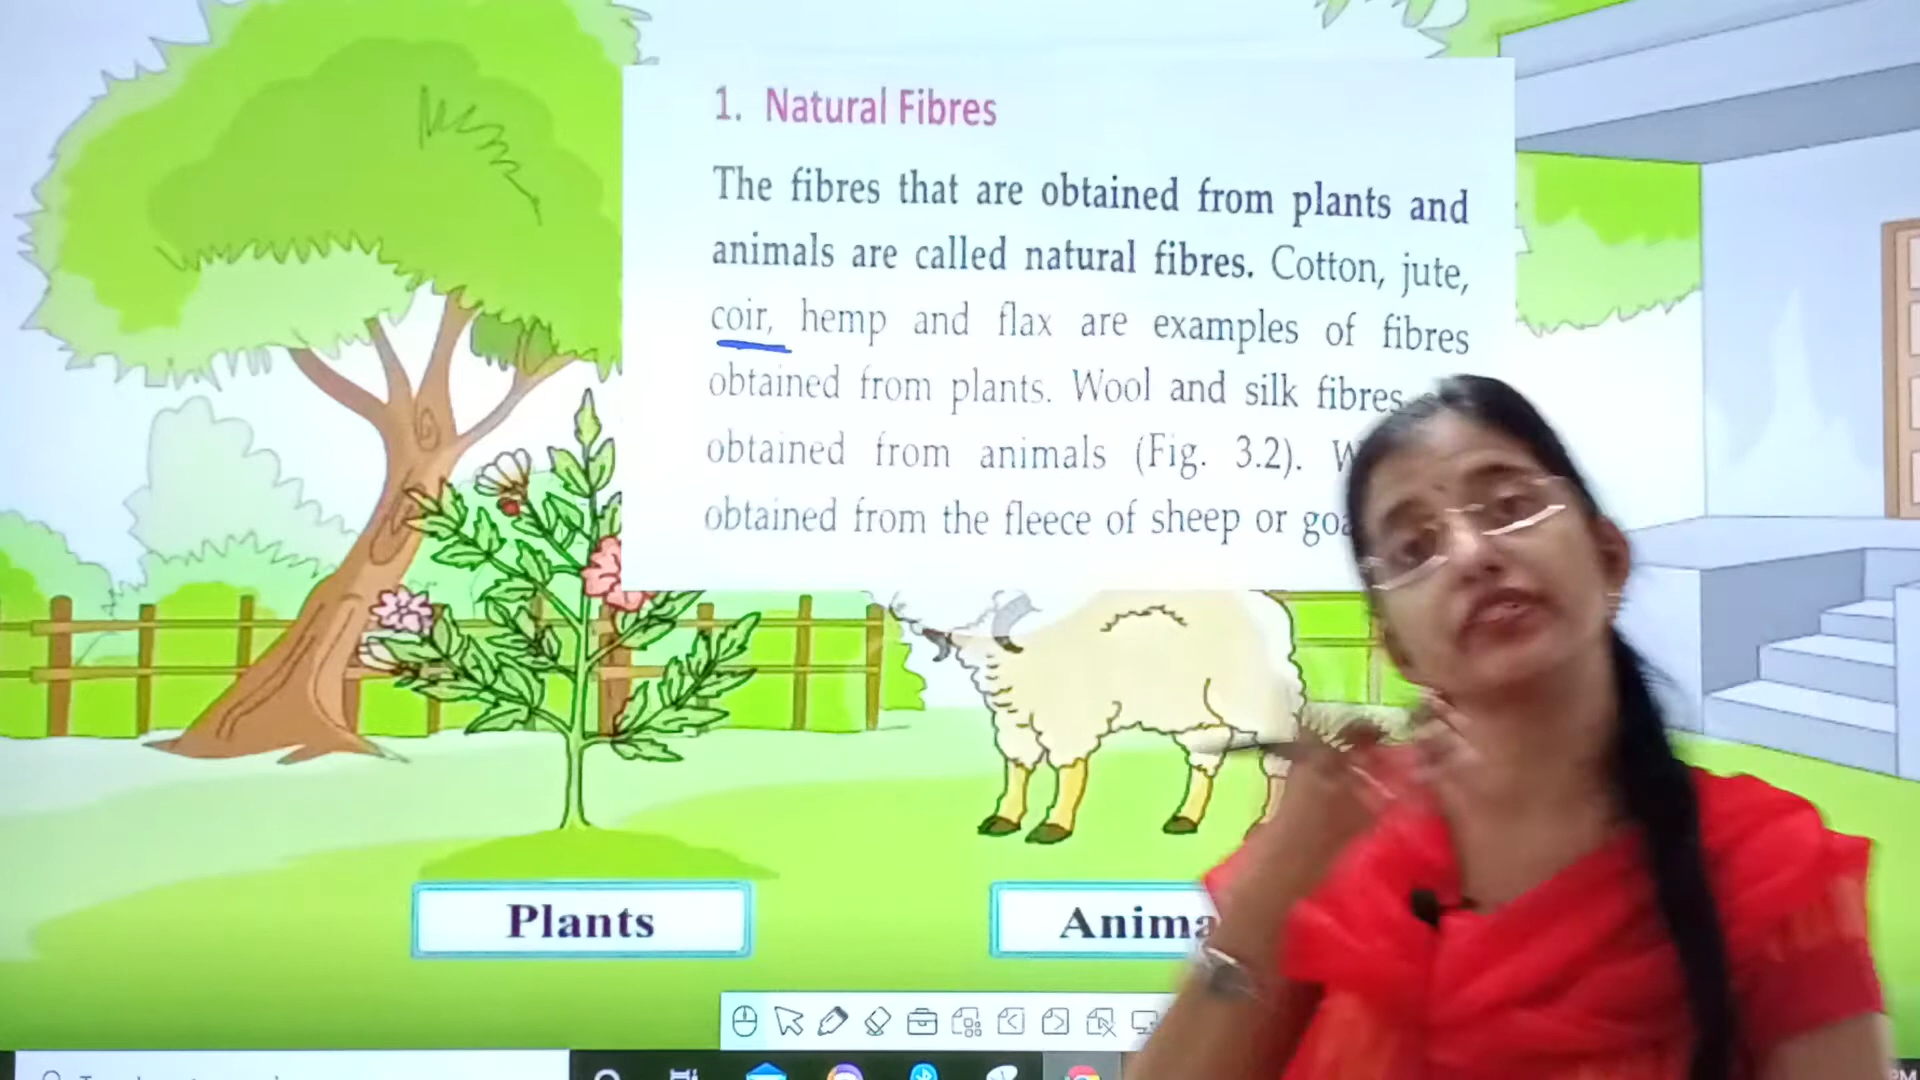 1. Natural Fibres
The fibres that are obtained from plants and
animals are called natural fibres. Cotton, jute,
coir, hemp and flax are examples of fibres
obtained from plants. Wool and silk fibres
obtained from animals (Fig. 3.2).
obtained from the fleece of sheep or
Plants